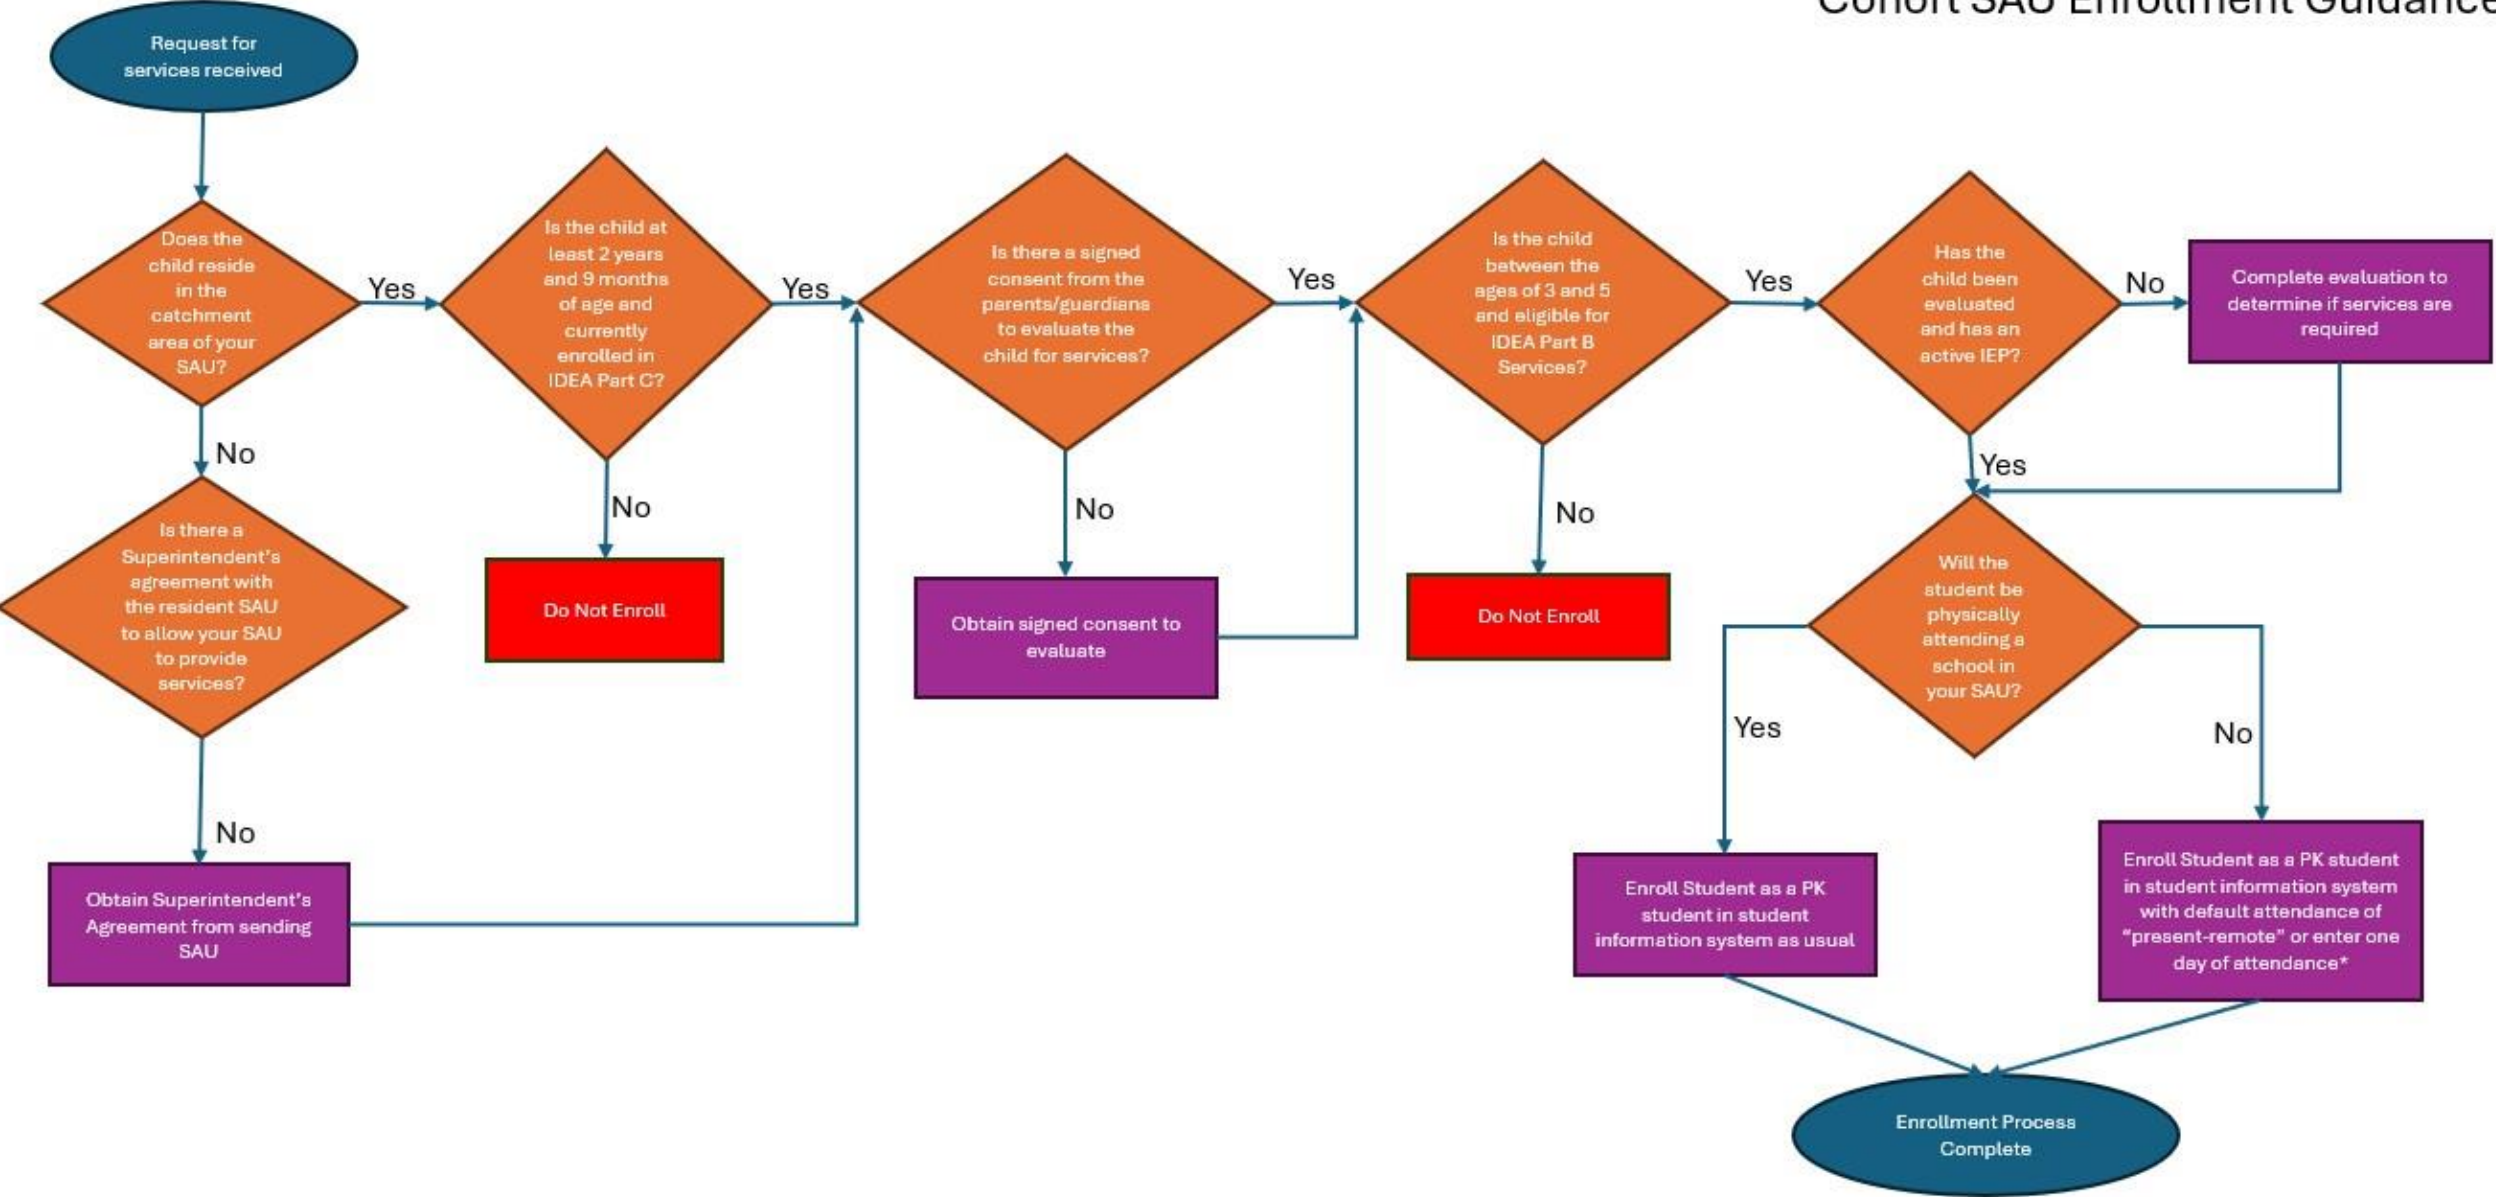 Cohort SAU Enrollment Guidance
Request for
services received
Does the
child reside
in the
catchment
area of your
SAU?
Yes
No
Is the child at
least 2 years
and 9 months
of age and
currently
enrolled in
IDEA Part C?
Yes
No
Do Not Enroll
Is there a
Superintendent's
agreement with
the resident SAU
to allow your SAU
to provide
services?
No
Obtain Superintendent's
Agreement from sending
SAU
Is there a signed
consent from the
parents/guardians
to evaluate the
child for services?
Yes
No
Obtain signed consent to
evaluate
Is the child
between the
ages of 3 and 5
and eligible for
IDEA Part B
Services?
Yes
No
Do Not Enroll
Has the
child been
evaluated
and has an
active IEP?
No
Complete evaluation to
determine if services are
required
Yes
Will the
student be
physically
attending a
school in
your SAU?
Yes
No
Enroll Student as a PK
student in student
information system as usual
Enroll Student as a PK student
in student information system
with default attendance of
“present-remote” or enter one
day of attendance*
Enrollment Process
Complete